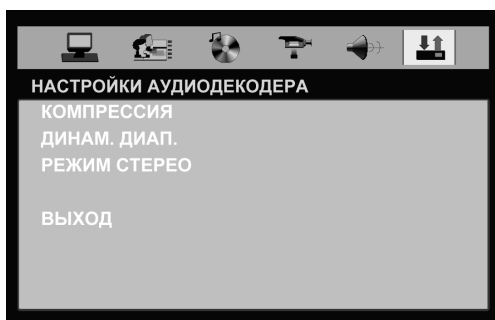 НАСТРОЙКИ АУДИОДЕКОДЕРА
КОМПРЕССИЯ
ДИНАМ. ДИАП.
РЕЖИМ СТЕРЕО
ВЫХОД